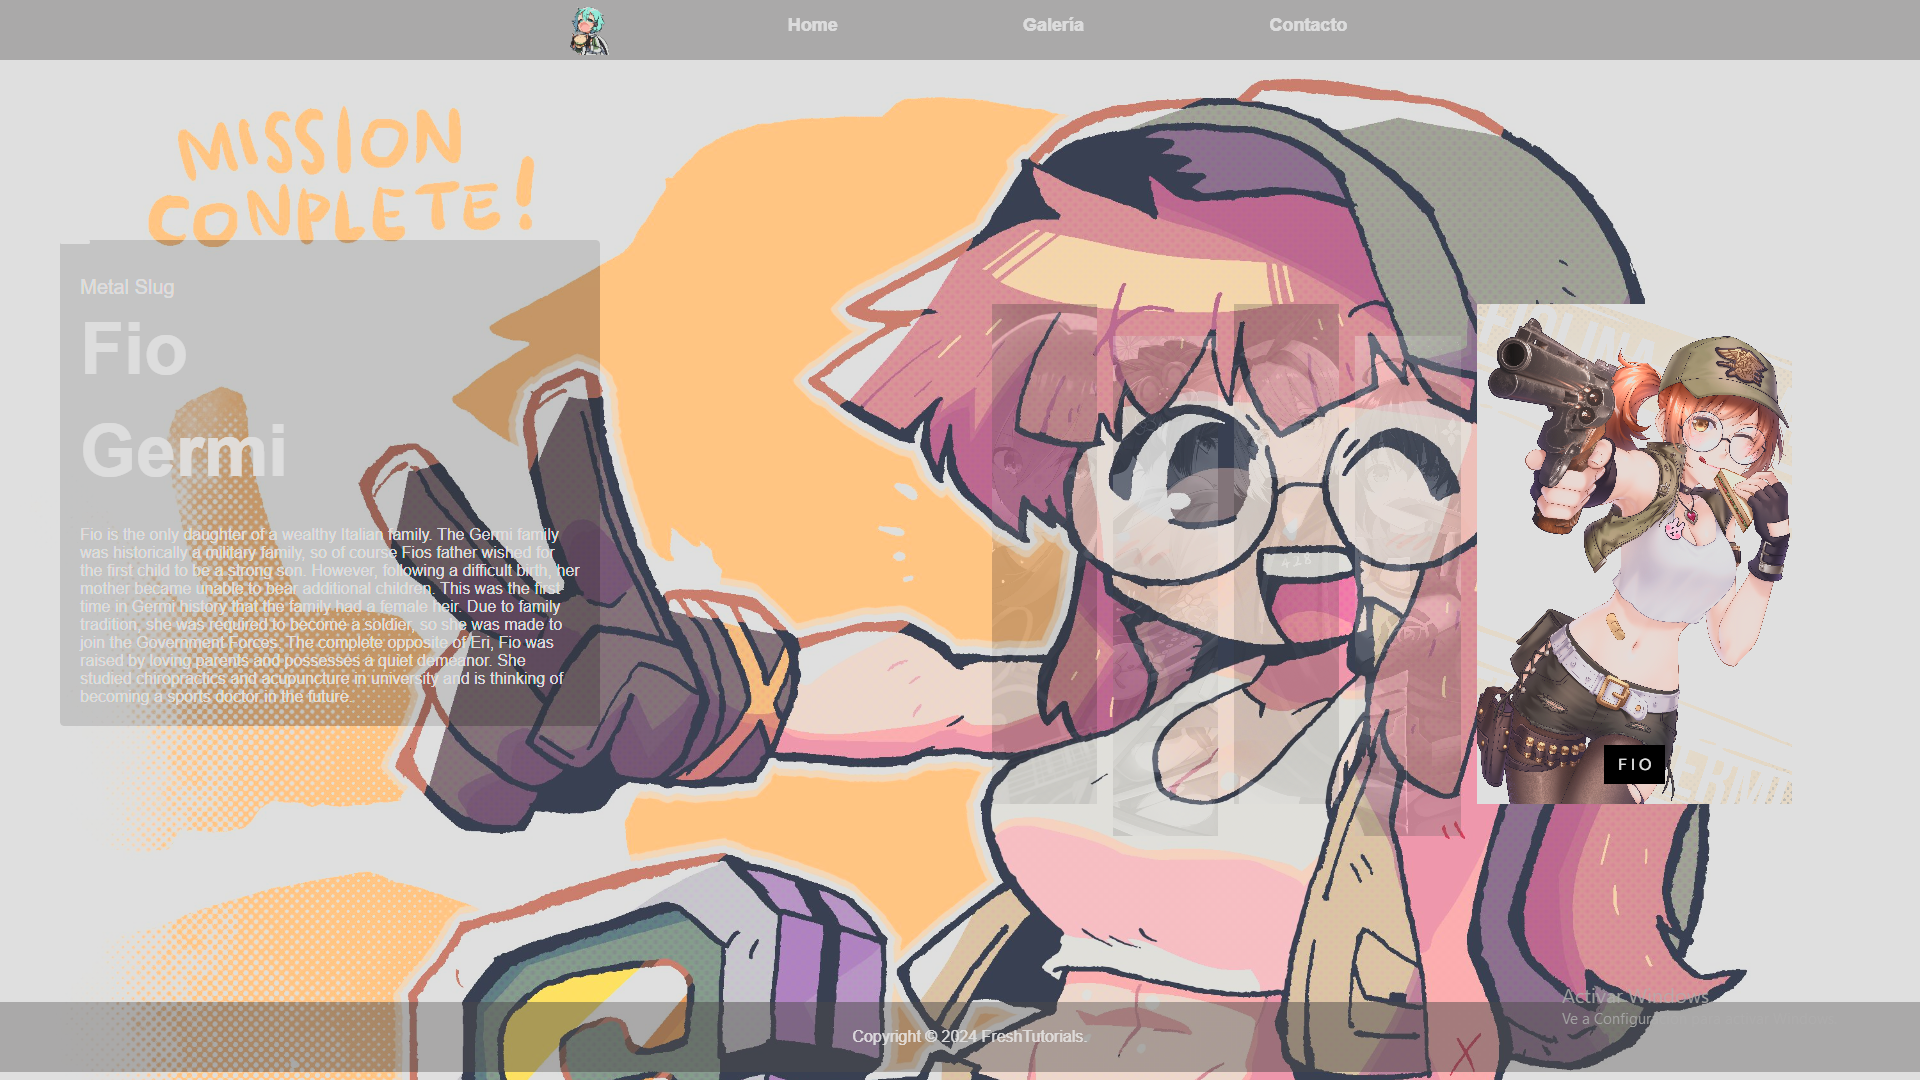 Home
Galería
Contacto
MISSION
CONPLETE!
Metal Slug
Fio
Germi
Fio is the only daughter of a wealthy Italian family. The Germi family
was historically a military family, so of course Fios father wished for
the first child to be a strong son. However, following a difficult birth, her
mother became unable to bear additional children. This was the first-
time in Germi history that the family had a female heir. Due to family
tradition, she was required to become a soldier, so she was made to
join the Government Forces. The complete opposite of Eri, Fio was
raised by loving parents and possesses a quiet demeanor. She
studied chiropractics and acupuncture in university and is thinking of
becoming a sports doctor in the future.
428
FIOLINA
GERMI
FIO
Activar Windows
Ve a Configur
Copyright © 2024 FreshTutorials.